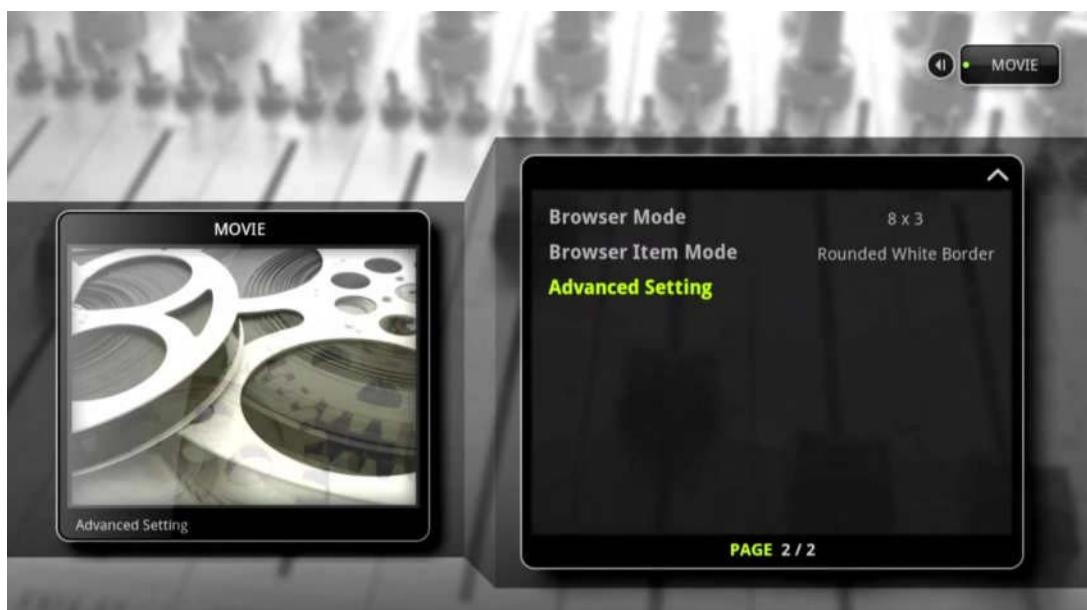 MOVIE
MOVIE
Advanced Setting
Browser Mode 8 x 3
Browser Item Mode Rounded White Border
Advanced Setting
PAGE 2 / 2